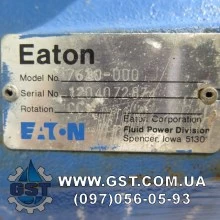 Eaton
Model No. 7620-000
Serial No.
Rotation
Eaton Corporation
Fluid Power Division
Spencer, Iowa 5130
EATON
GST
WWW.GST.COM.UA
(097)056-05-93